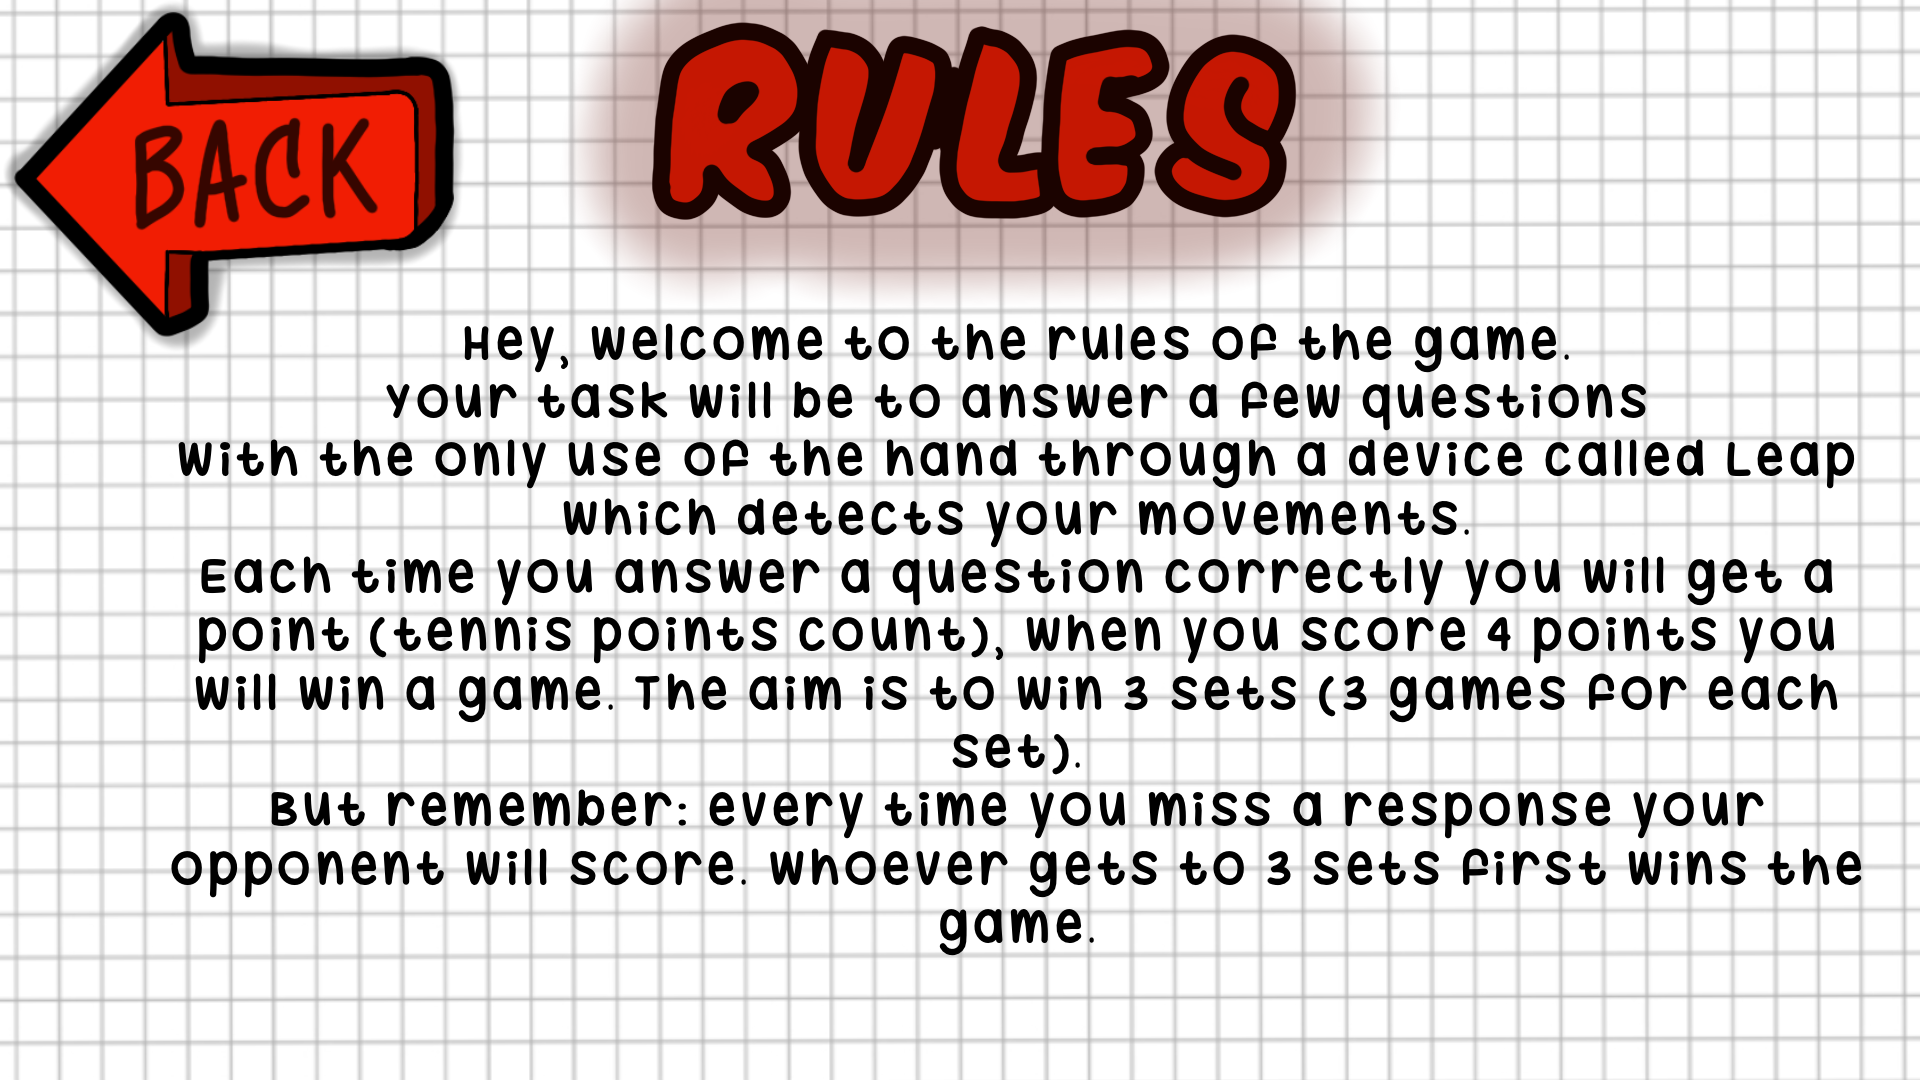 BACK
RULES
Hey, welcome to the rules of the game.
Your task will be to answer a few questions
with the only use of the hand through a device called Leap
which detects your movements.
Each time you answer a question correctly you will get a
point (tennis points count), when you score 4 points you
will win a game. The aim is to win 3 sets (3 games for each
set).
But remember: every time you miss a response your
opponent will score. Whoever gets to 3 sets first wins the
game.